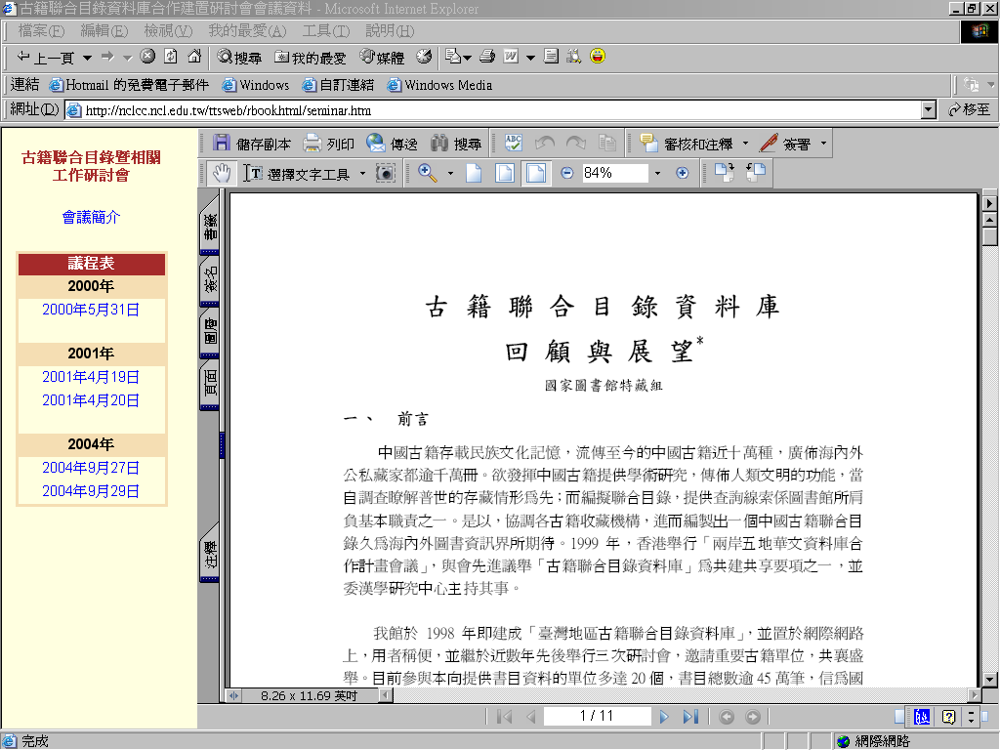 古籍聯合目錄資料庫合作建置研討會會議資料 - Microsoft Internet Explorer
檔案(F) 編輯(E) 檢視(V) 我的最愛(A) 工具(T) 說明(H)
上一頁 搜尋 我的最愛 媒體
連結 Hotmail 的免費電子郵件 Windows 自訂連結 Windows Media
網址(D) http://nclcc.ncl.edu.tw/ttsweb/rbookhtml/seminar.htm 移至
古籍聯合目錄暨相關
工作研討會
會議簡介
議程表
2000年
2000年5月31日
2001年
2001年4月19日
2001年4月20日
2004年
2004年9月27日
2004年9月29日
儲存副本 列印 傳送 搜尋 審核和注釋 簽署
選擇文字工具 84%
書籤
簽名
圖層
頁面
注釋
古籍聯合目錄資料庫
回顧與展望*
國家圖書館特藏組
一、 前言
中國古籍存載民族文化記憶，流傳至今的中國古籍近十萬種，廣佈海內外
公私藏家都逾千萬冊。欲發揮中國古籍提供學術研究，傳佈人類文明的功能，當
自調查暸解普世的存藏情形爲先；而編擬聯合目錄，提供查詢線索係圖書館所肩
負基本職責之一。是以，協調各古籍收藏機構，進而編製出一個中國古籍聯合目
錄久爲海內外圖書資訊界所期待。1999 年，香港舉行「兩岸五地華文資料庫合
作計畫會議」，與會先進議舉「古籍聯合目錄資料庫」爲共建共享要項之一，並
委漢學研究中心主持其事。
我館於 1998 年即建成「臺灣地區古籍聯合目錄資料庫」，並置於網際網路
上，用者稱便，並繼於近數年先後舉行三次研討會，邀請重要古籍單位，共襄盛
舉。目前參與本向提供書目資料的單位多達 20 個，書目總數逾 45 萬筆，信爲國
8.26 x 11.69 英吋
1 / 11
完成 網際網路